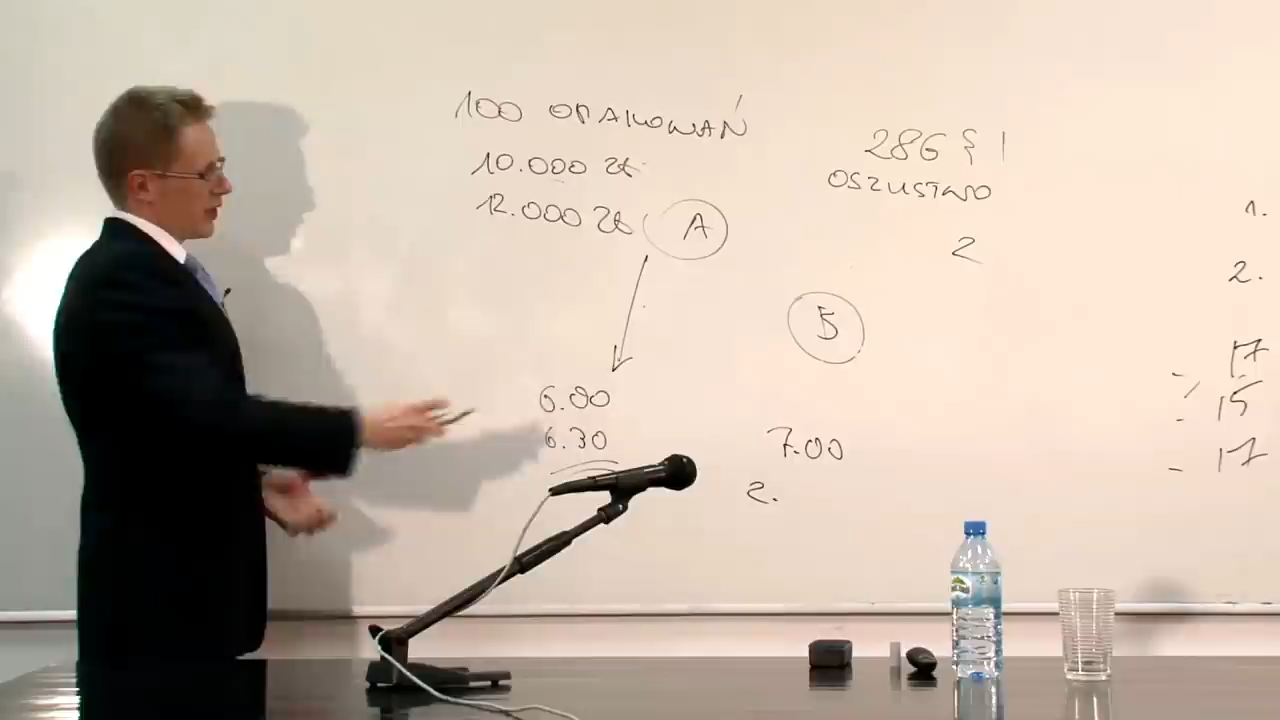 100 OPAKOWAŃ
10.000 zł
12.000 zł A
286 § 1
OSZUSTWO
2
B
6.00
6.30
7.00
2.
1.
2.
17
15
17